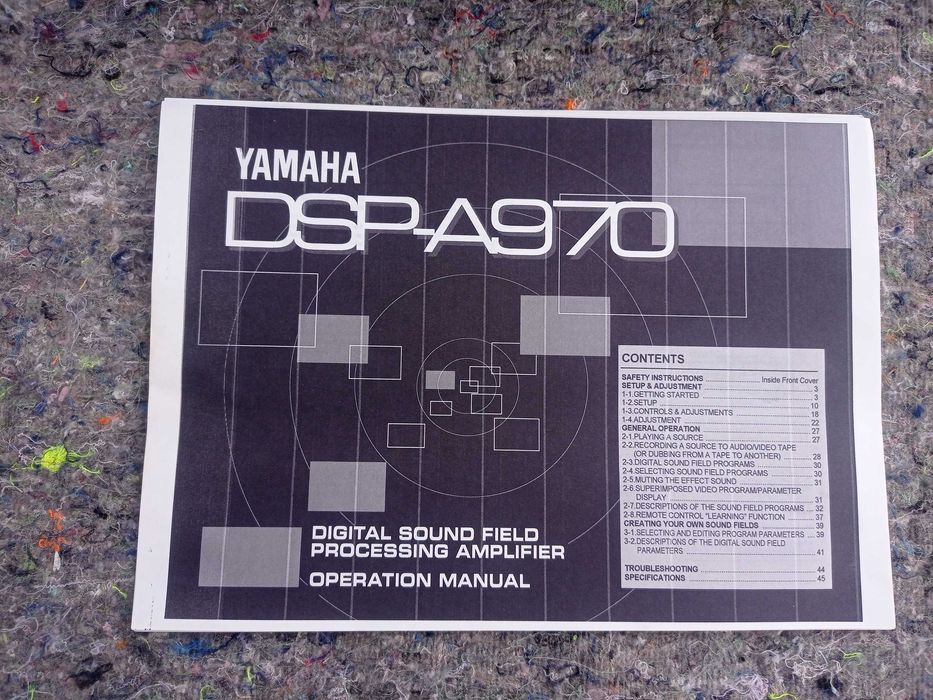 YAMAHA
DSP-A970
CONTENTS
SAFETY INSTRUCTIONS ........ Inside Front Cover
SETUP & ADJUSTMENT ........ 3
1-1.GETTING STARTED ........ 3
1-2.SETUP ........ 10
1-3.CONTROLS & ADJUSTMENTS ........ 18
1-4.ADJUSTMENT ........ 22
GENERAL OPERATION ........ 27
2-1.PLAYING A SOURCE ........ 27
2-2.RECORDING A SOURCE TO AUDIO/VIDEO TAPE
(OR DUBBING FROM A TAPE TO ANOTHER) ........ 28
2-3.DIGITAL SOUND FIELD PROGRAMS ........ 30
2-4.SELECTING SOUND FIELD PROGRAMS ........ 30
2-5.MUTING THE EFFECT SOUND ........ 31
2-6.SUPERIMPOSED VIDEO PROGRAM/PARAMETER
DISPLAY ........ 31
2-7.DESCRIPTIONS OF THE SOUND FIELD PROGRAMS ... 32
2-8.REMOTE CONTROL "LEARNING" FUNCTION ........ 37
CREATING YOUR OWN SOUND FIELDS ........ 39
3-1.SELECTING AND EDITING PROGRAM PARAMETERS .... 39
3-2.DESCRIPTIONS OF THE DIGITAL SOUND FIELD
PARAMETERS ........ 41
TROUBLESHOOTING ........ 44
SPECIFICATIONS ........ 45
DIGITAL SOUND FIELD
PROCESSING AMPLIFIER
OPERATION MANUAL